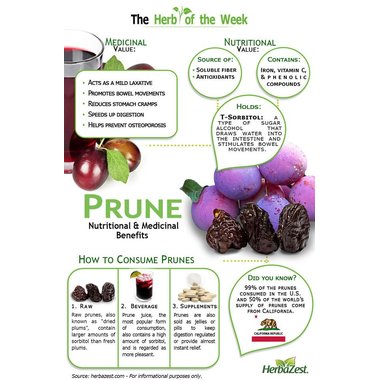 The Herb of the Week
Medicinal
Value:
Acts as a mild laxative
Promotes bowel movements
Reduces stomach cramps
Speeds up digestion
Helps prevent osteoporosis
Nutritional
Value:
Source of:
• Soluble fiber
• Antioxidants
Contains:
Iron, vitamin C,
& phenolic
compounds
Holds:
T-Sorbitol: a
type of sugar
alcohol that
draws water into
the intestine and
stimulates bowel
movements.
Prune
Nutritional & Medicinal
Benefits
How to Consume Prunes
1. Raw
Raw prunes, also
known as "dried
plums", contain
larger amounts of
sorbitol than fresh
plums.
2. Beverage
Prune juice, the
most popular form
of consumption,
also contains a high
amount of sorbitol,
and is regarded as
more pleasant.
3. Supplements
Prunes are also
sold as jellies or
pills to keep
digestion regulated
or provide almost
instant relief.
Did you know?
99% of the prunes
consumed in the U.S.
and 50% of the world's
supply of prunes come
from California.
CALIFORNIA REPUBLIC
Source: herbazest.com - For informational purposes only,
HerbaZest